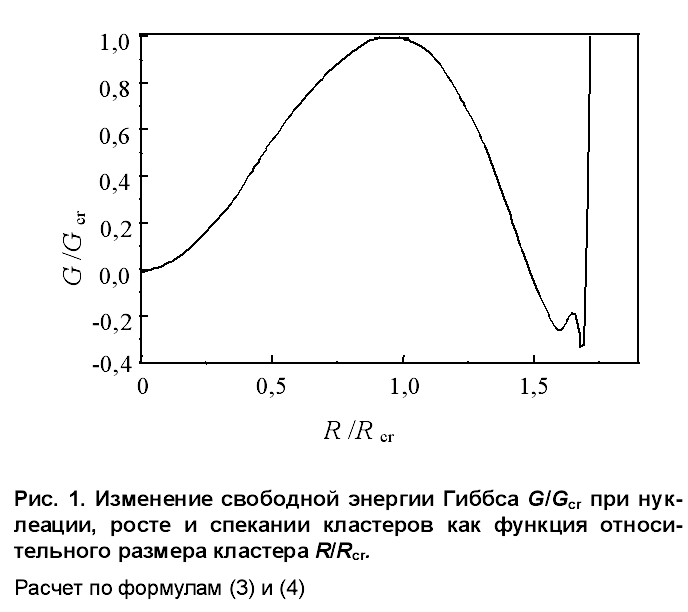 1,0
0,8
0,6
0,4
0,2
0,0
-0,2
-0,4
G/G cr
0 0,5 1,0 1,5
R/R cr
Рис. 1. Изменение свободной энергии Гиббса G/Gcr при нук-
леации, росте и спекании кластеров как функция относи-
тельного размера кластера R/Rcr.
Расчет по формулам (3) и (4)